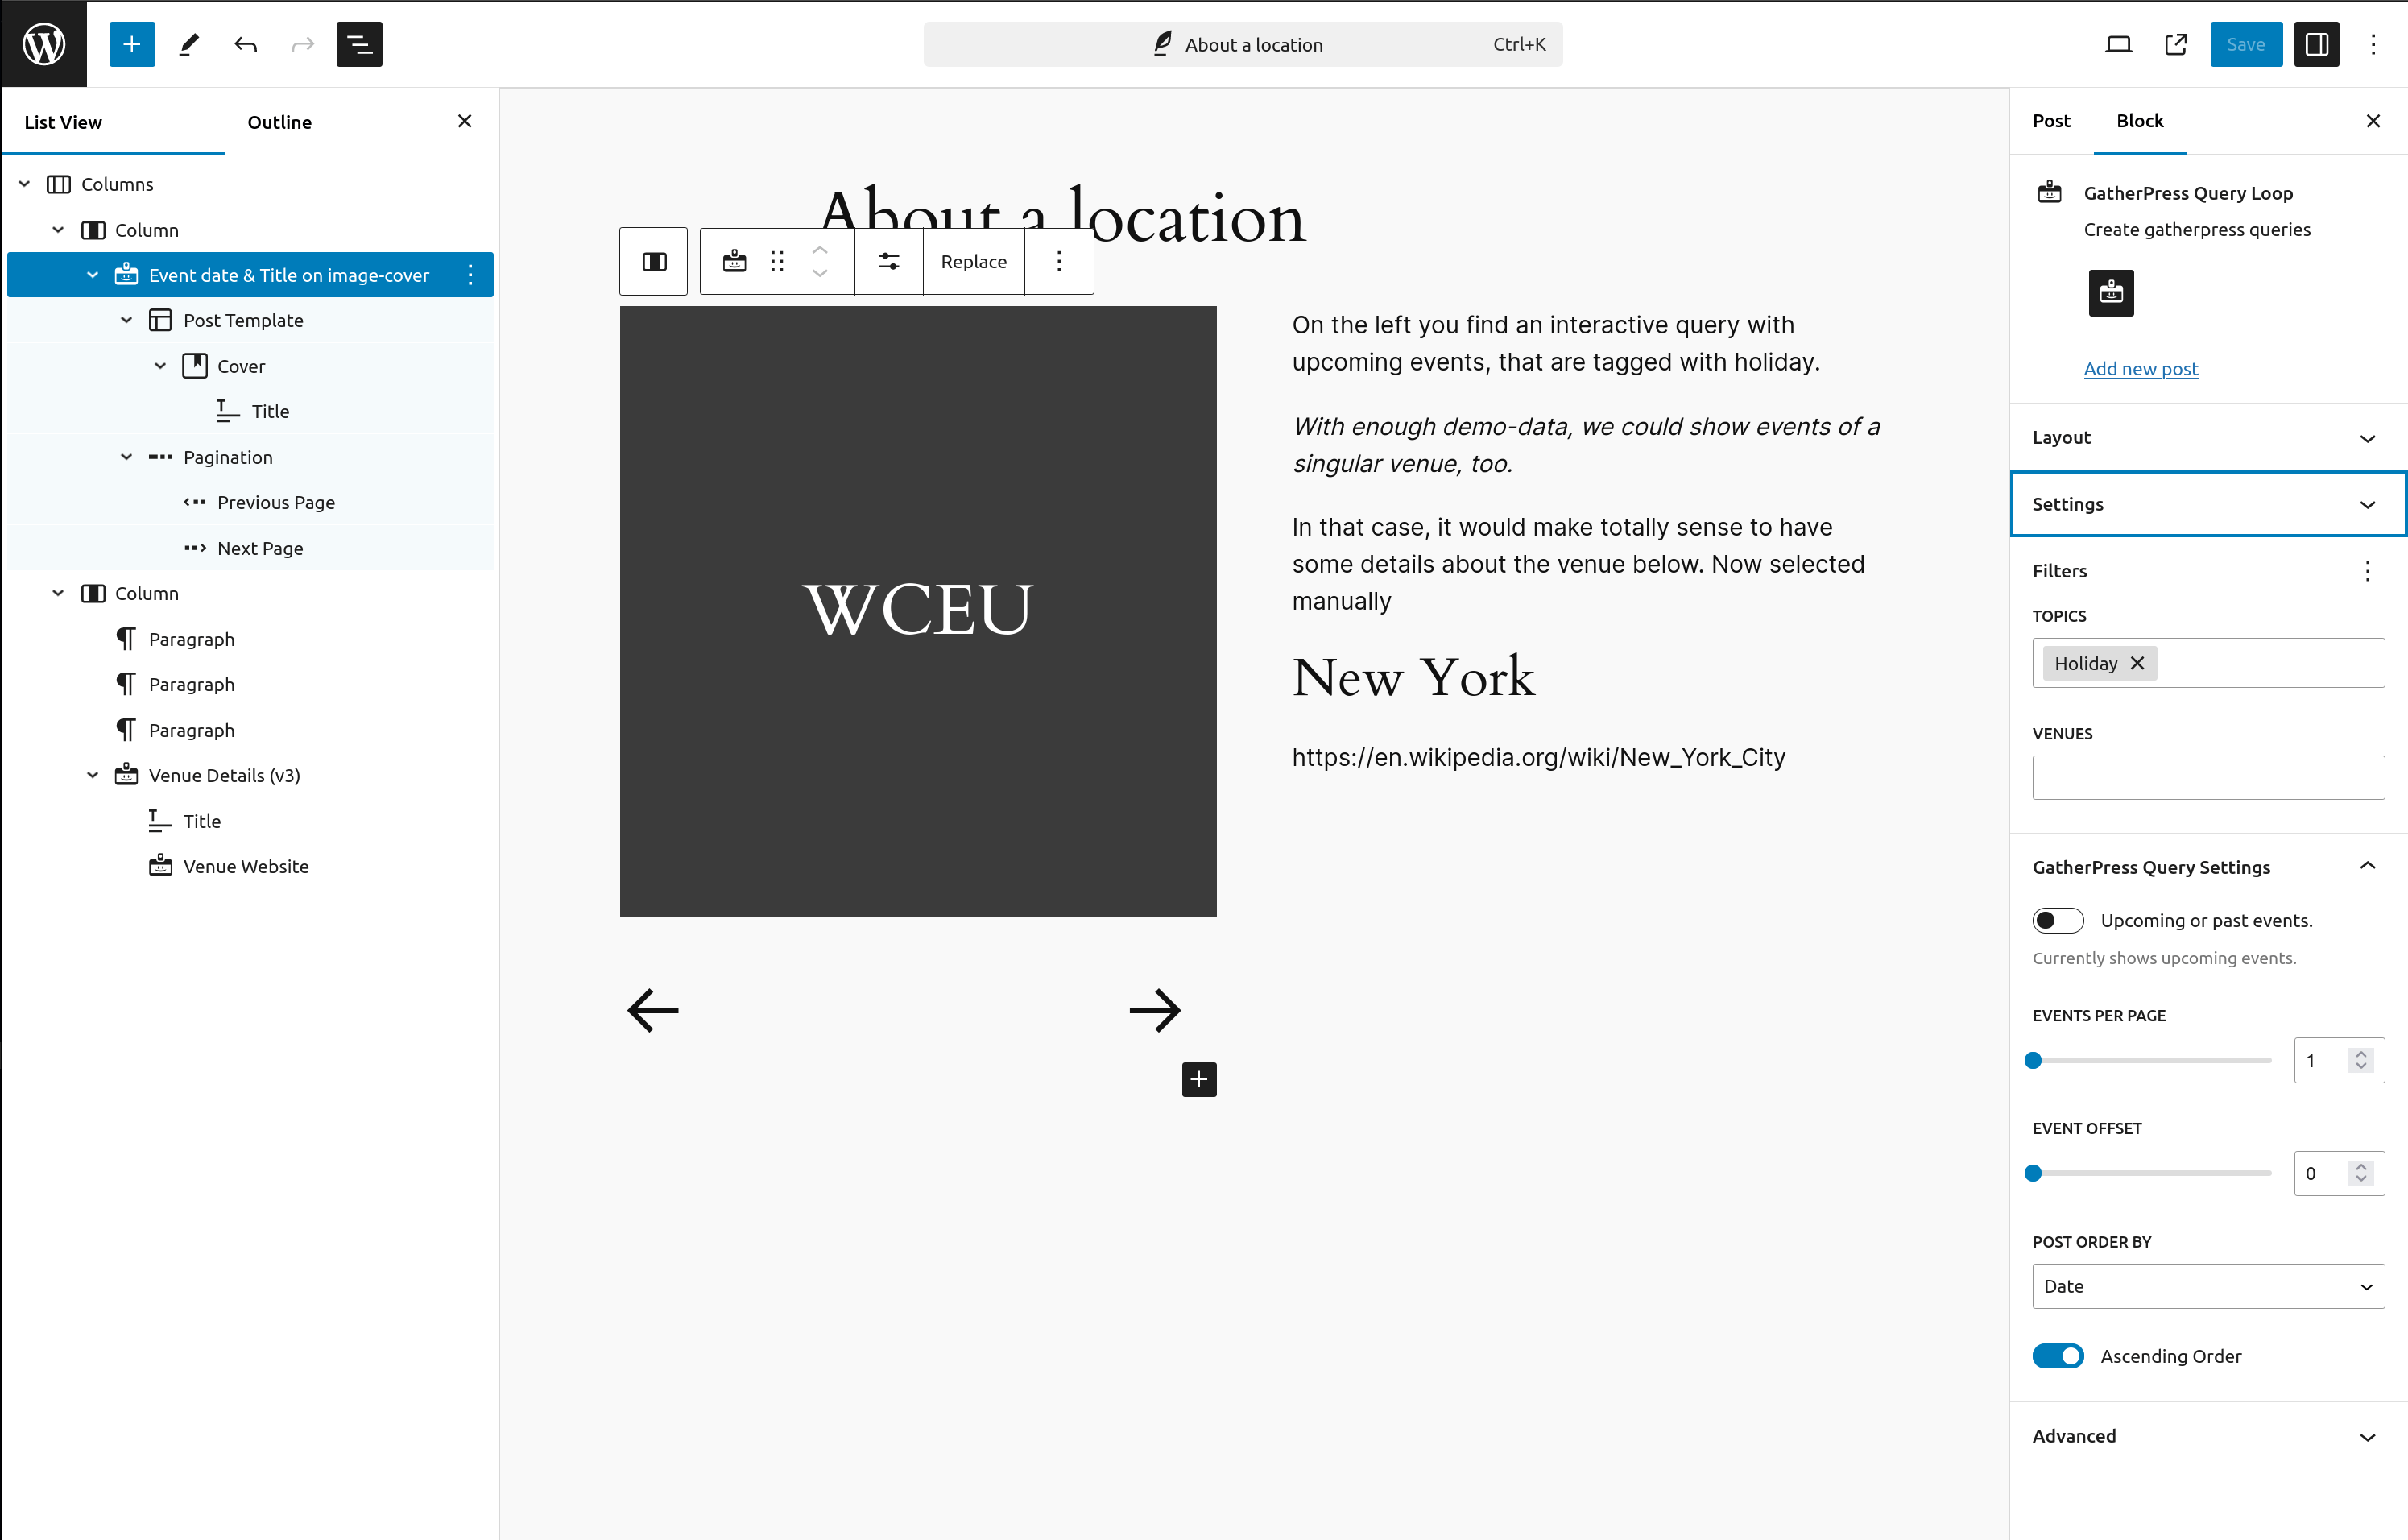 About a location
Ctrl+K
Save
List View
Outline
Columns
Column
Event date & Title on image-cover
Post Template
Cover
Title
Pagination
Previous Page
Next Page
Column
Paragraph
Paragraph
Paragraph
Venue Details (v3)
Title
Venue Website
About a location
Replace
WCEU
On the left you find an interactive query with
upcoming events, that are tagged with holiday.
With enough demo-data, we could show events of a
singular venue, too.
In that case, it would make totally sense to have
some details about the venue below. Now selected
manually
New York
https://en.wikipedia.org/wiki/New_York_City
Post
Block
GatherPress Query Loop
Create gatherpress queries
Add new post
Layout
Settings
Filters
TOPICS
Holiday
VENUES
GatherPress Query Settings
Upcoming or past events.
Currently shows upcoming events.
EVENTS PER PAGE
1
EVENT OFFSET
0
POST ORDER BY
Date
Ascending Order
Advanced